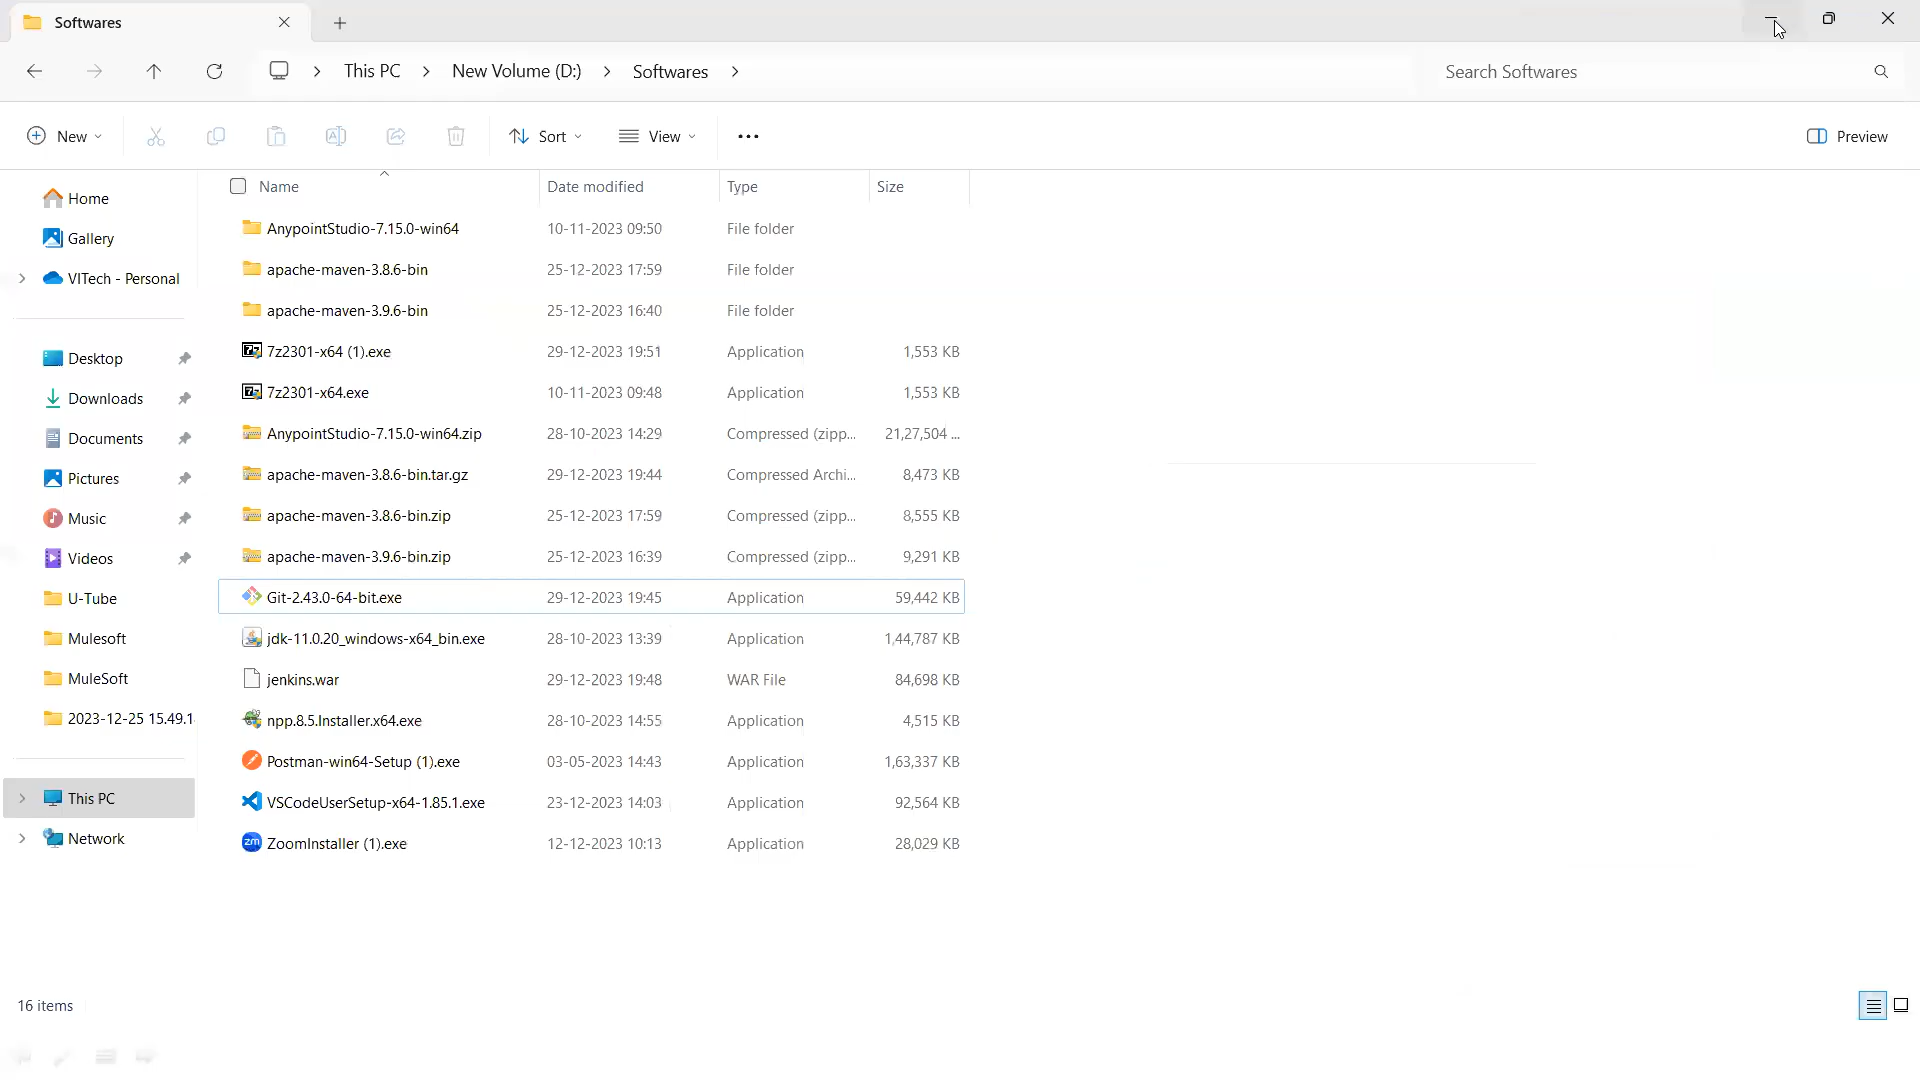 Softwares
This PC > New Volume (D:) > Softwares >
Search Softwares
New
Sort
View
Preview
Name Date modified Type Size
Home
Gallery
VITech - Personal
Desktop
Downloads
Documents
Pictures
Music
Videos
U-Tube
Mulesoft
MuleSoft
2023-12-25 15.49.1
This PC
Network
AnypointStudio-7.15.0-win64 10-11-2023 09:50 File folder
apache-maven-3.8.6-bin 25-12-2023 17:59 File folder
apache-maven-3.9.6-bin 25-12-2023 16:40 File folder
7z2301-x64 (1).exe 29-12-2023 19:51 Application 1,553 KB
7z2301-x64.exe 10-11-2023 09:48 Application 1,553 KB
AnypointStudio-7.15.0-win64.zip 28-10-2023 14:29 Compressed (zipp... 21,27,504 ...
apache-maven-3.8.6-bin.tar.gz 29-12-2023 19:44 Compressed Archi... 8,473 KB
apache-maven-3.8.6-bin.zip 25-12-2023 17:59 Compressed (zipp... 8,555 KB
apache-maven-3.9.6-bin.zip 25-12-2023 16:39 Compressed (zipp... 9,291 KB
Git-2.43.0-64-bit.exe 29-12-2023 19:45 Application 59,442 KB
jdk-11.0.20_windows-x64_bin.exe 28-10-2023 13:39 Application 1,44,787 KB
jenkins.war 29-12-2023 19:48 WAR File 84,698 KB
npp.8.5.Installer.x64.exe 28-10-2023 14:55 Application 4,515 KB
Postman-win64-Setup (1).exe 03-05-2023 14:43 Application 1,63,337 KB
VSCodeUserSetup-x64-1.85.1.exe 23-12-2023 14:03 Application 92,564 KB
ZoomInstaller (1).exe 12-12-2023 10:13 Application 28,029 KB
16 items